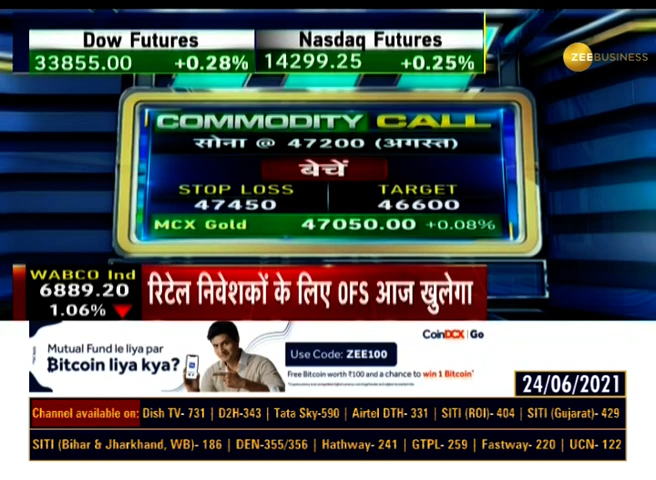 Dow Futures
33855.00 +0.28%
Nasdaq Futures
14299.25 +0.25%
ZEEBUSINESS
COMMODITY CALL
सोना @ 47200 (अगस्त)
बेचें
STOP LOSS TARGET
47450 46600
MCX Gold 47050.00 +0.08%
WABCO Ind
6889.20
1.06%
रिटेल निवेशकों के लिए OFS आज खुलेगा
CoinDCX | Go
Mutual Fund le liya par
Bitcoin liya kya?
Use Code: ZEE100
Free Bitcoin worth ₹100 and a chance to win 1 Bitcoin*
24/06/2021
Channel available on: Dish TV- 731 | D2H-343 | Tata Sky-590 | Airtel DTH- 331 | SITI (ROI)- 404 | SITI (Gujarat)- 429
SITI (Bihar & Jharkhand, WB)- 186 | DEN-355/356 | Hathway- 241 | GTPL- 259 | Fastway- 220 | UCN- 122